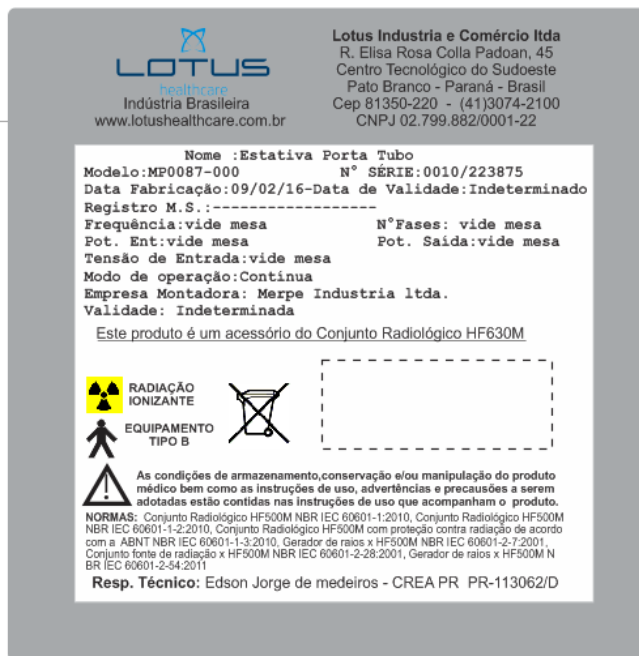 LOTUS
healthcare
Indústria Brasileira
www.lotushealthcare.com.br
Lotus Industria e Comércio ltda
R. Elisa Rosa Colla Padoan, 45
Centro Tecnológico do Sudoeste
Pato Branco - Paraná - Brasil
Cep 81350-220 - (41)3074-2100
CNPJ 02.799.882/0001-22
Nome :Estativa Porta Tubo
Modelo:MP0087-000 N° SÉRIE:0010/223875
Data Fabricação:09/02/16-Data de Validade:Indeterminado
Registro M.S.:------------------
Frequência:vide mesa N°Fases: vide mesa
Pot. Ent:vide mesa Pot. Saída:vide mesa
Tensão de Entrada:vide mesa
Modo de operação:Contínua
Empresa Montadora: Merpe Industria ltda.
Validade: Indeterminada
Este produto é um acessório do Conjunto Radiológico HF630M
RADIAÇÃO
IONIZANTE
EQUIPAMENTO
TIPO B
As condições de armazenamento,conservação e/ou manipulação do produto
médico bem como as instruções de uso, advertências e precausões a serem
adotadas estão contidas nas instruções de uso que acompanham o produto.
NORMAS: Conjunto Radiológico HF500M NBR IEC 60601-1:2010, Conjunto Radiológico HF500M
NBR IEC 60601-1-2:2010, Conjunto Radiológico HF500M com proteção contra radiação de acordo
com a ABNT NBR IEC 60601-1-3:2010, Gerador de raios x HF500M NBR IEC 60601-2-7:2001,
Conjunto fonte de radiação x HF500M NBR IEC 60601-2-28:2001, Gerador de raios x HF500M N
BR IEC 60601-2-54:2011
Resp. Técnico: Edson Jorge de medeiros - CREA PR PR-113062/D